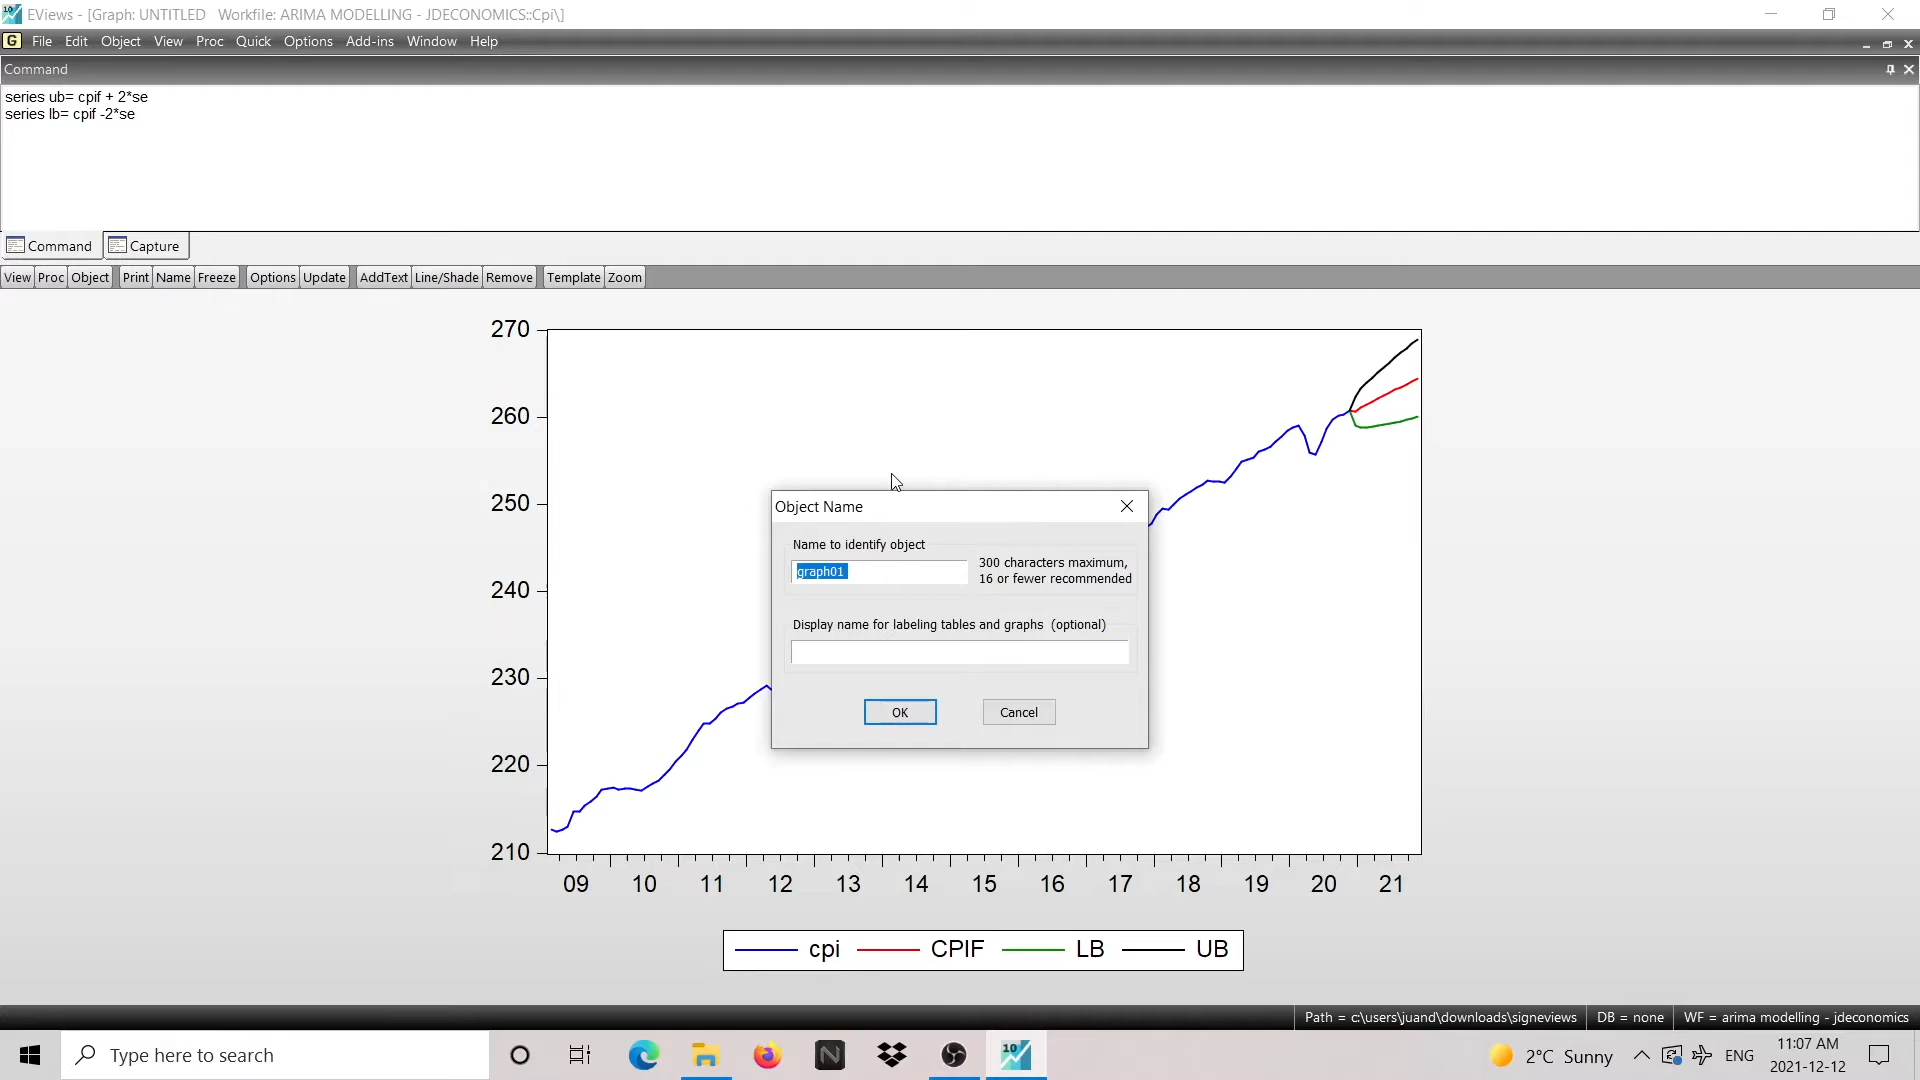 EViews - [Graph: UNTITLED   Workfile: ARIMA MODELLING - JDECONOMICS::Cpi\]
G File Edit Object View Proc Quick Options Add-ins Window Help
Command
series ub= cpif + 2*se
series lb= cpif -2*se
Command Capture
View Proc Object Print Name Freeze Options Update AddText Line/Shade Remove Template Zoom
270
260
250
240
230
220
210
09 10 11 12 13 14 15 16 17 18 19 20 21
cpi CPIF LB UB
Object Name
Name to identify object
graph01
300 characters maximum,
16 or fewer recommended
Display name for labeling tables and graphs  (optional)
OK Cancel
Path = c:\users\juand\downloads\signeviews DB = none WF = arima modelling - jdeconomics
Type here to search
10
2°C Sunny
ENG
11:07 AM
2021-12-12